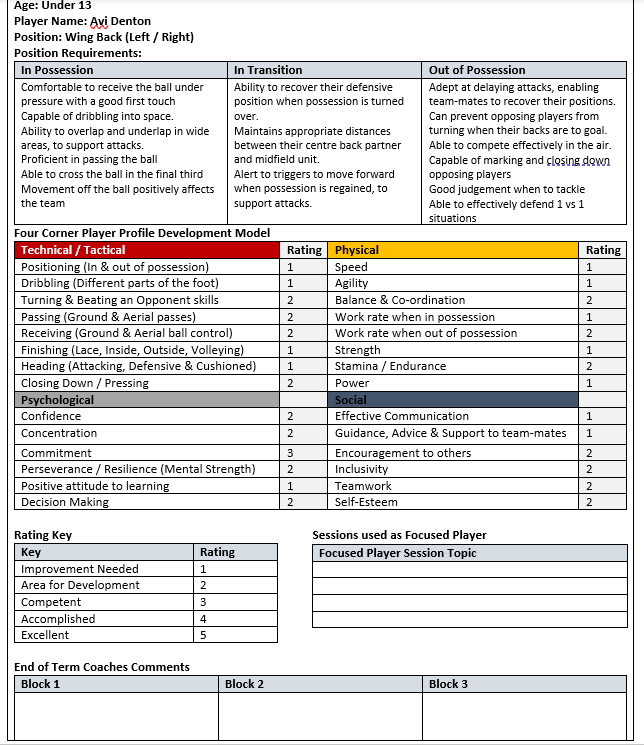 Age: Under 13
Player Name: Avi Denton
Position: Wing Back (Left / Right)
Position Requirements:
In Possession
Comfortable to receive the ball under
pressure with a good first touch
Capable of dribbling into space.
Ability to overlap and underlap in wide
areas, to support attacks.
Proficient in passing the ball
Able to cross the ball in the final third
Movement off the ball positively affects
the team
In Transition
Ability to recover their defensive
position when possession is turned
over.
Maintains appropriate distances
between their centre back partner
and midfield unit.
Alert to triggers to move forward
when possession is regained, to
support attacks.
Out of Possession
Adept at delaying attacks, enabling
team-mates to recover their positions.
Can prevent opposing players from
turning when their backs are to goal.
Able to compete effectively in the air.
Capable of marking and closing down
opposing players
Good judgement when to tackle
Able to effectively defend 1 vs 1
situations
Four Corner Player Profile Development Model
Technical / Tactical Rating Physical Rating
Positioning (In & out of possession) 1 Speed 1
Dribbling (Different parts of the foot) 1 Agility 1
Turning & Beating an Opponent skills 2 Balance & Co-ordination 2
Passing (Ground & Aerial passes) 2 Work rate when in possession 1
Receiving (Ground & Aerial ball control) 2 Work rate when out of possession 2
Finishing (Lace, Inside, Outside, Volleying) 1 Strength 1
Heading (Attacking, Defensive & Cushioned) 1 Stamina / Endurance 2
Closing Down / Pressing 2 Power 1
Psychological Social
Confidence 2 Effective Communication 1
Concentration 2 Guidance, Advice & Support to team-mates 1
Commitment 3 Encouragement to others 2
Perseverance / Resilience (Mental Strength) 2 Inclusivity 2
Positive attitude to learning 1 Teamwork 2
Decision Making 2 Self-Esteem 2
Rating Key
Key Rating
Improvement Needed 1
Area for Development 2
Competent 3
Accomplished 4
Excellent 5
Sessions used as Focused Player
Focused Player Session Topic
End of Term Coaches Comments
Block 1 Block 2 Block 3